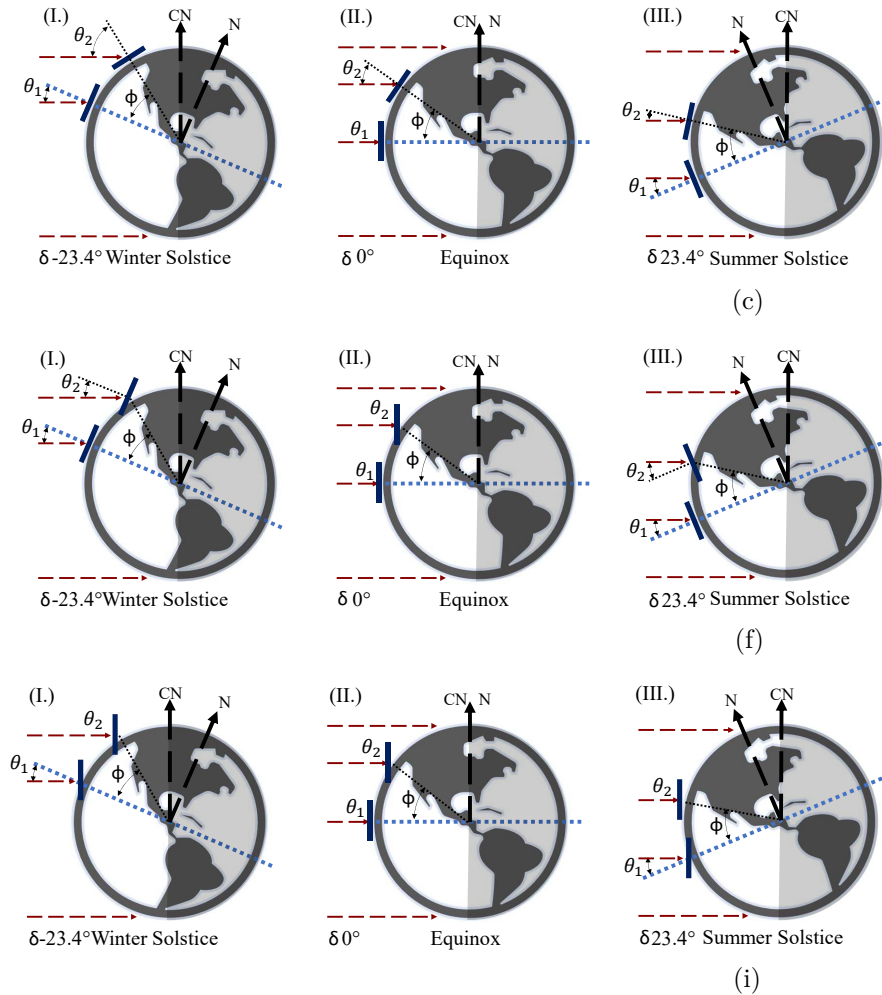 (I.) CN N (II.) CN N (III.) N CN
θ2 θ1 ϕ θ2 θ1 ϕ θ2 θ1 ϕ
δ-23.4° Winter Solstice δ 0° Equinox δ 23.4° Summer Solstice
(c)
(I.) CN N (II.) CN N (III.) N CN
θ2 θ1 ϕ θ2 θ1 ϕ θ2 θ1 ϕ
δ-23.4° Winter Solstice δ 0° Equinox δ 23.4° Summer Solstice
(f)
(I.) CN N (II.) CN N (III.) N CN
θ2 θ1 ϕ θ2 θ1 ϕ θ2 θ1 ϕ
δ-23.4° Winter Solstice δ 0° Equinox δ 23.4° Summer Solstice
(i)